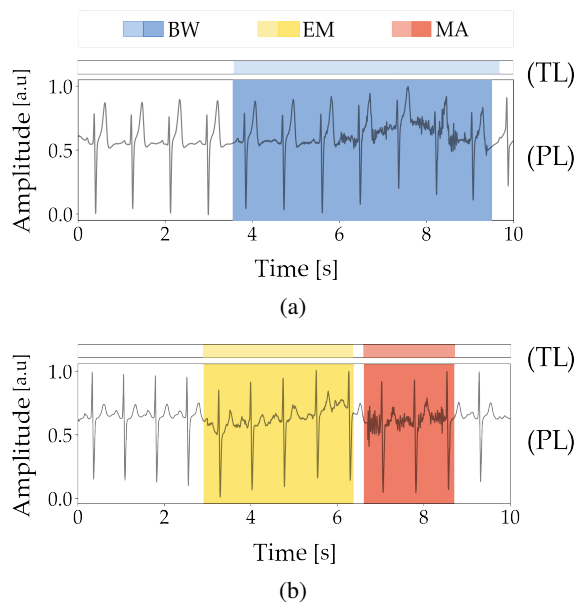 BW EM MA
(TL)
1.0
0.5
0.0
Amplitude [a.u]
(PL)
0 2 4 6 8 10
Time [s]
(a)
(TL)
1.0
0.5
0.0
Amplitude [a.u]
(PL)
0 2 4 6 8 10
Time [s]
(b)